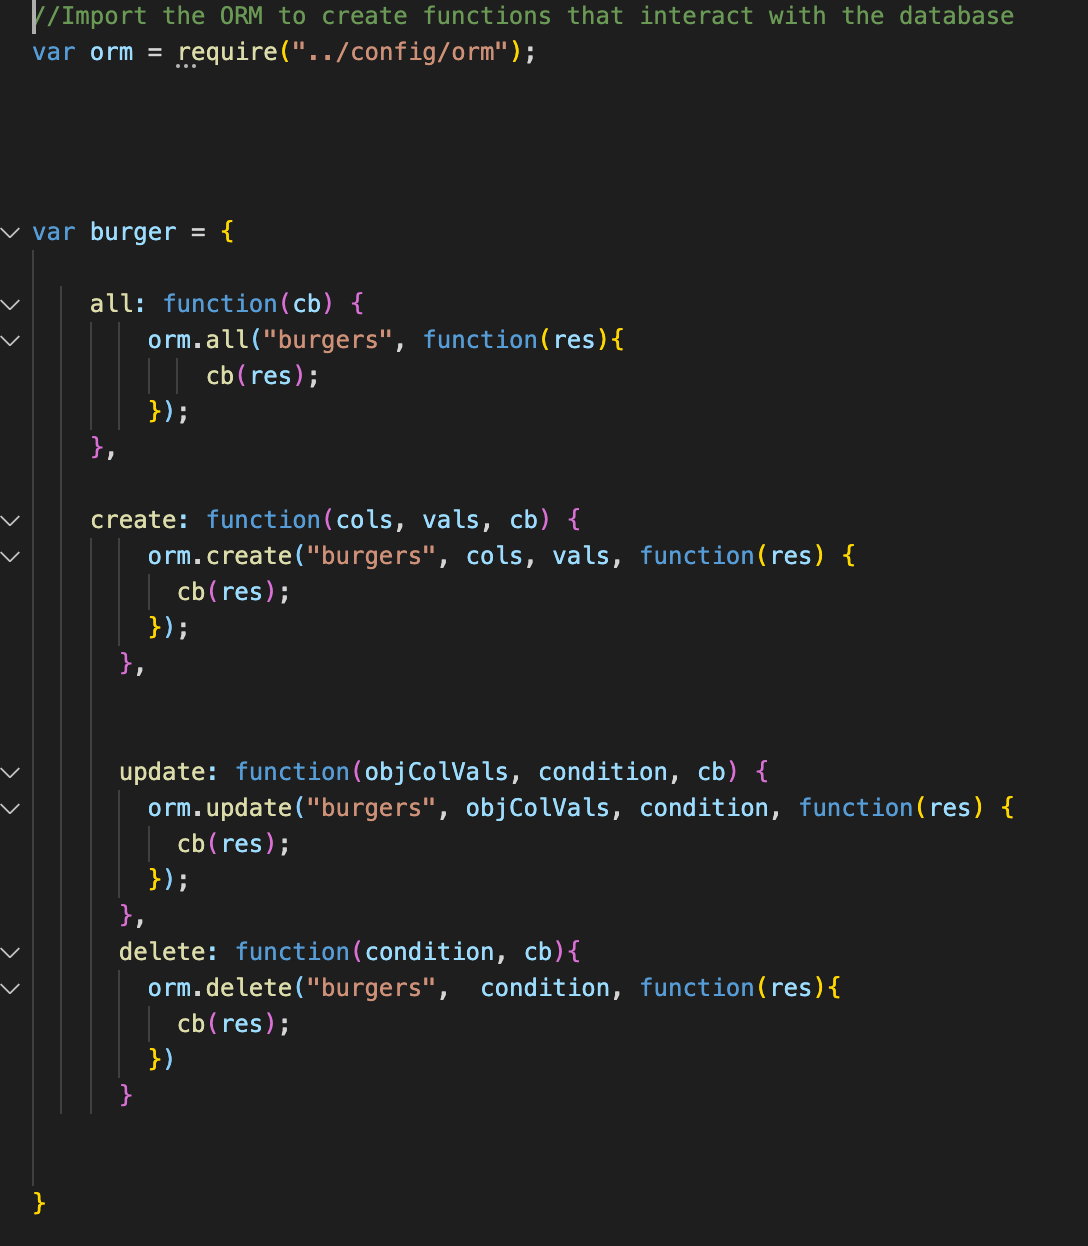 //Import the ORM to create functions that interact with the database
var orm = require("../config/orm");
var burger = {
all: function(cb) {
orm.all("burgers", function(res){
cb(res);
});
},
create: function(cols, vals, cb) {
orm.create("burgers", cols, vals, function(res) {
cb(res);
});
},
update: function(objColVals, condition, cb) {
orm.update("burgers", objColVals, condition, function(res) {
cb(res);
});
},
delete: function(condition, cb){
orm.delete("burgers",  condition, function(res){
cb(res);
})
}
}